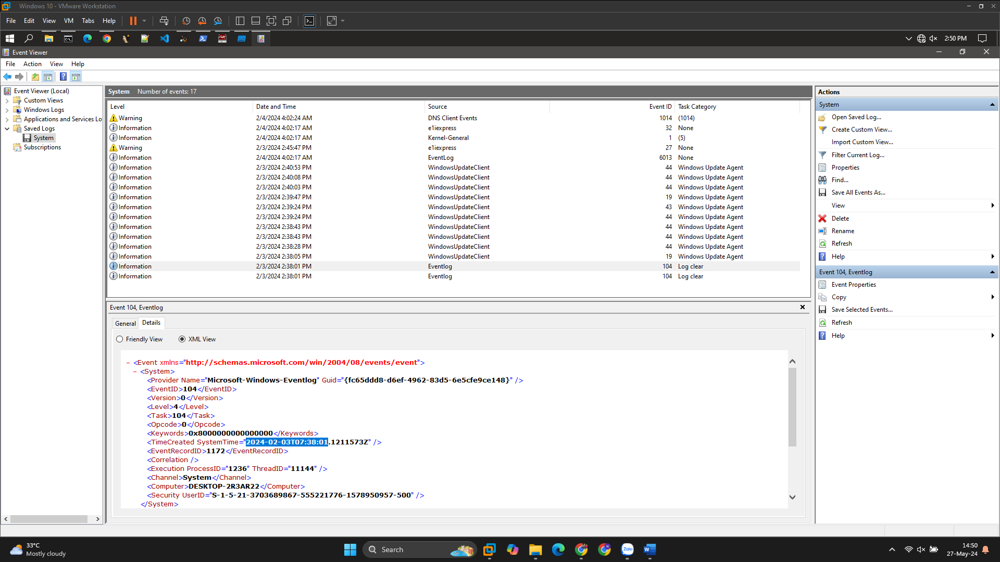 Windows 10 - VMware Workstation
File Edit View VM Tabs Help
2:50 PM
Event Viewer
File Action View Help
Event Viewer (Local)
Custom Views
Windows Logs
Applications and Services Lo
Saved Logs
System
Subscriptions
System Number of events: 17
Level Date and Time Source Event ID Task Category
Warning 2/4/2024 4:02:24 AM DNS Client Events 1014 (1014)
Information 2/4/2024 4:02:17 AM e1iexpress 32 None
Information 2/4/2024 4:02:17 AM Kernel-General 1 (5)
Warning 2/3/2024 2:45:47 PM e1iexpress 27 None
Information 2/4/2024 4:02:17 AM EventLog 6013 None
Information 2/3/2024 2:40:53 PM WindowsUpdateClient 44 Windows Update Agent
Information 2/3/2024 2:40:08 PM WindowsUpdateClient 44 Windows Update Agent
Information 2/3/2024 2:40:03 PM WindowsUpdateClient 44 Windows Update Agent
Information 2/3/2024 2:39:47 PM WindowsUpdateClient 19 Windows Update Agent
Information 2/3/2024 2:39:24 PM WindowsUpdateClient 43 Windows Update Agent
Information 2/3/2024 2:39:24 PM WindowsUpdateClient 44 Windows Update Agent
Information 2/3/2024 2:38:43 PM WindowsUpdateClient 44 Windows Update Agent
Information 2/3/2024 2:38:43 PM WindowsUpdateClient 44 Windows Update Agent
Information 2/3/2024 2:38:28 PM WindowsUpdateClient 44 Windows Update Agent
Information 2/3/2024 2:38:05 PM WindowsUpdateClient 19 Windows Update Agent
Information 2/3/2024 2:38:01 PM Eventlog 104 Log clear
Information 2/3/2024 2:38:01 PM Eventlog 104 Log clear
Event 104, Eventlog
General Details
Friendly View XML View
- <Event xmlns="http://schemas.microsoft.com/win/2004/08/events/event">
- <System>
<Provider Name="Microsoft-Windows-Eventlog" Guid="{fc65ddd8-d6ef-4962-83d5-6e5cfe9ce148}" />
<EventID>104</EventID>
<Version>0</Version>
<Level>4</Level>
<Task>104</Task>
<Opcode>0</Opcode>
<Keywords>0x8000000000000000</Keywords>
<TimeCreated SystemTime="2024-02-03T07:38:01.1211573Z" />
<EventRecordID>1172</EventRecordID>
<Correlation />
<Execution ProcessID="1236" ThreadID="11144" />
<Channel>System</Channel>
<Computer>DESKTOP-2R3AR22</Computer>
<Security UserID="S-1-5-21-3703689867-555221776-1578950957-500" />
</System>
Actions
System
Open Saved Log...
Create Custom View...
Import Custom View...
Filter Current Log...
Properties
Find...
Save All Events As...
View
Delete
Rename
Refresh
Help
Event 104, Eventlog
Event Properties
Copy
Save Selected Events...
Refresh
Help
33°C
Mostly cloudy
Search
Zalo
14:50
27-May-24